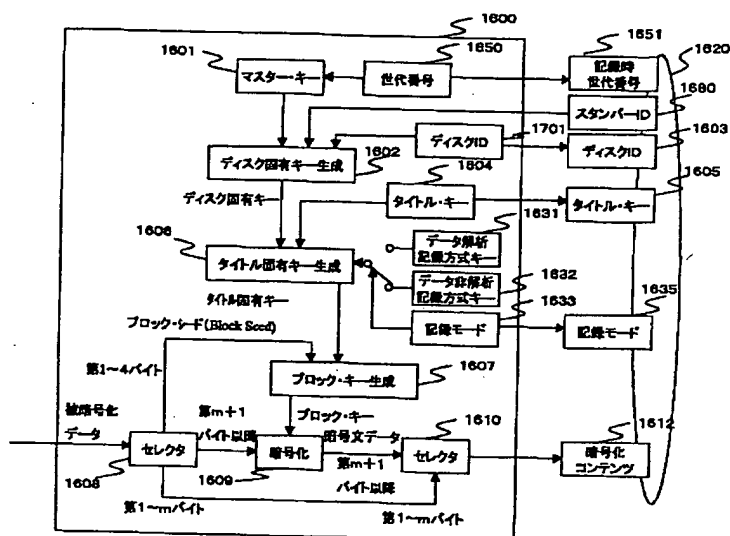 1600
1601
1650
1651
1620
マスター・キー
世代番号
記録時
世代番号
1680
スタンパーID
1701
1603
ディスクID
ディスクID
ディスク固有キー生成
1602
1604
1605
ディスク固有キー
タイトル・キー
タイトル・キー
1631
1606
データ解析
記録方式キー
タイトル固有キー生成
1632
データ非解析
記録方式キー
タイトル固有キー
1633
1635
記録モード
記録モード
ブロック・シード(Block Seed)
第1~4バイト
ブロック・キー生成
1607
被暗号化
データ
第m+1
バイト以降
ブロック・キー
暗号文データ
1610
1612
セレクタ
暗号化
第m+1
バイト以降
セレクタ
暗号化
コンテンツ
1608
1609
第1~mバイト
第1~mバイト